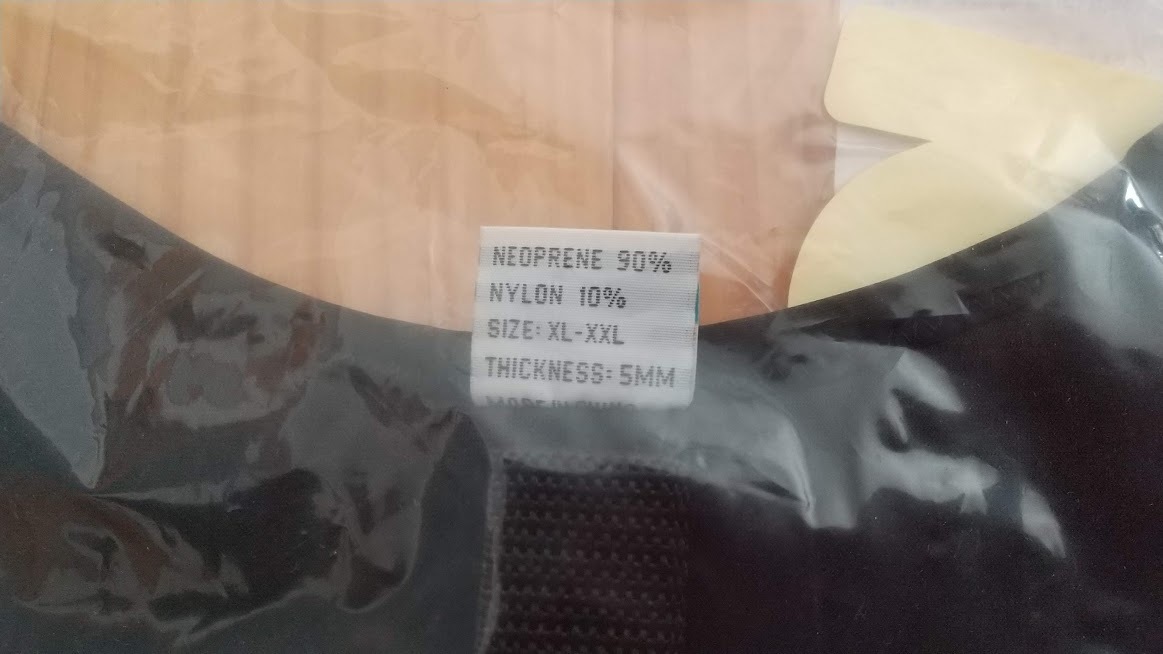 NEOPRENE 90%
NYLON 10%
SIZE: XL-XXL
THICKNESS: 5MM